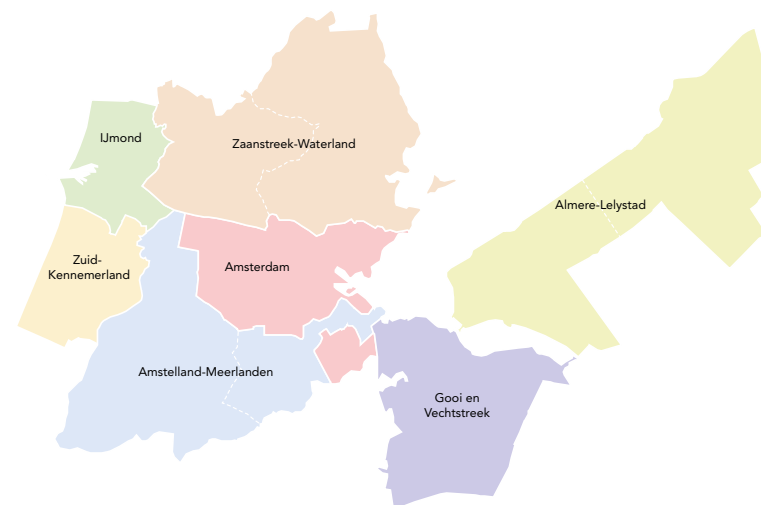 IJmond
Zaanstreek-Waterland
Almere-Lelystad
Zuid-
Kennemerland
Amsterdam
Amstelland-Meerlanden
Gooi en
Vechtstreek